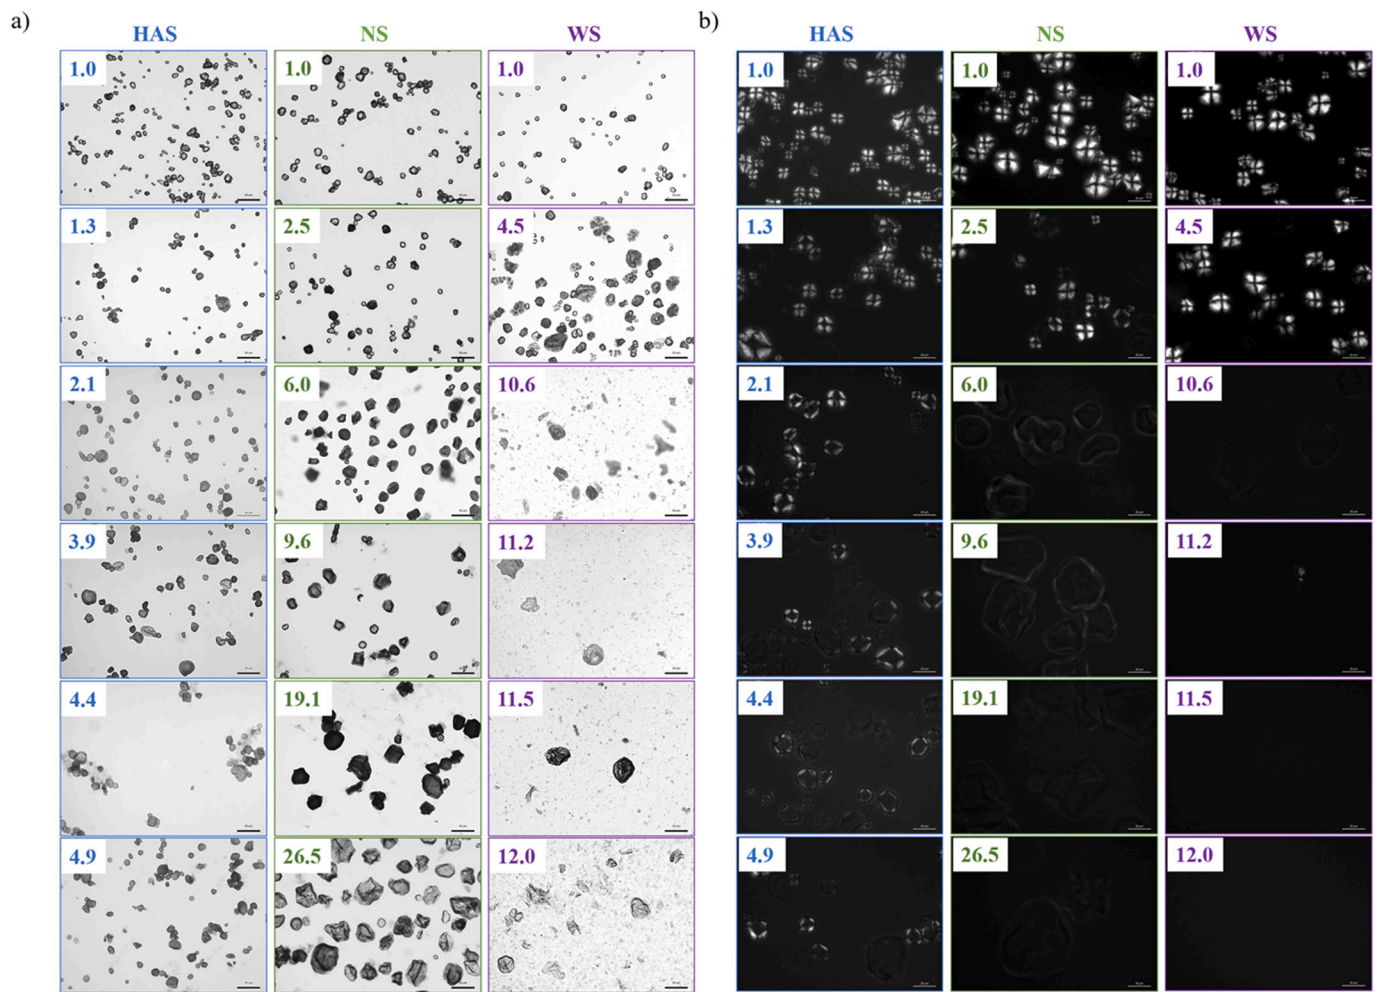 a) b)
HAS NS WS HAS NS WS
1.0 1.0 1.0 1.0 1.0 1.0
1.3 2.5 4.5 1.3 2.5 4.5
2.1 6.0 10.6 2.1 6.0 10.6
3.9 9.6 11.2 3.9 9.6 11.2
4.4 19.1 11.5 4.4 19.1 11.5
4.9 26.5 12.0 4.9 26.5 12.0